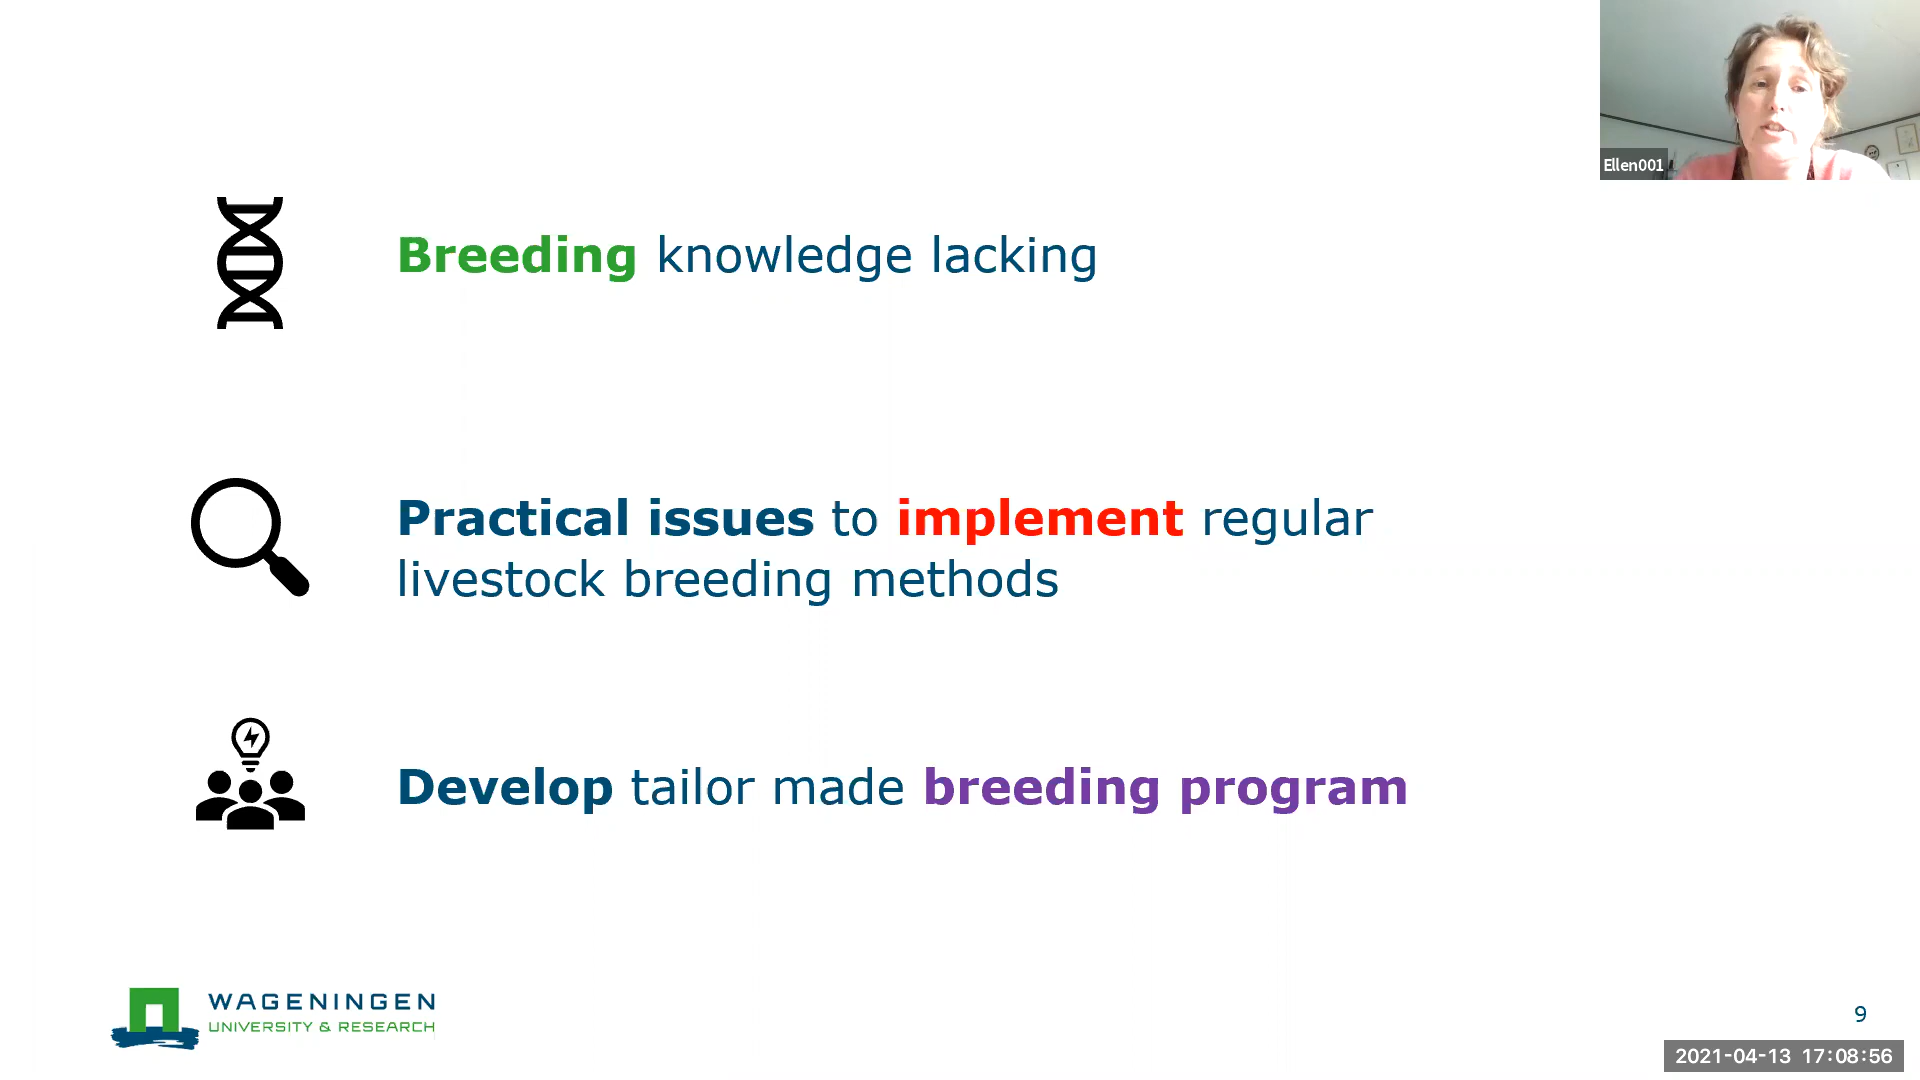 Ellen001
Breeding knowledge lacking
Practical issues to implement regular
livestock breeding methods
Develop tailor made breeding program
WAGENINGEN
UNIVERSITY & RESEARCH
9
2021-04-13 17:08:56